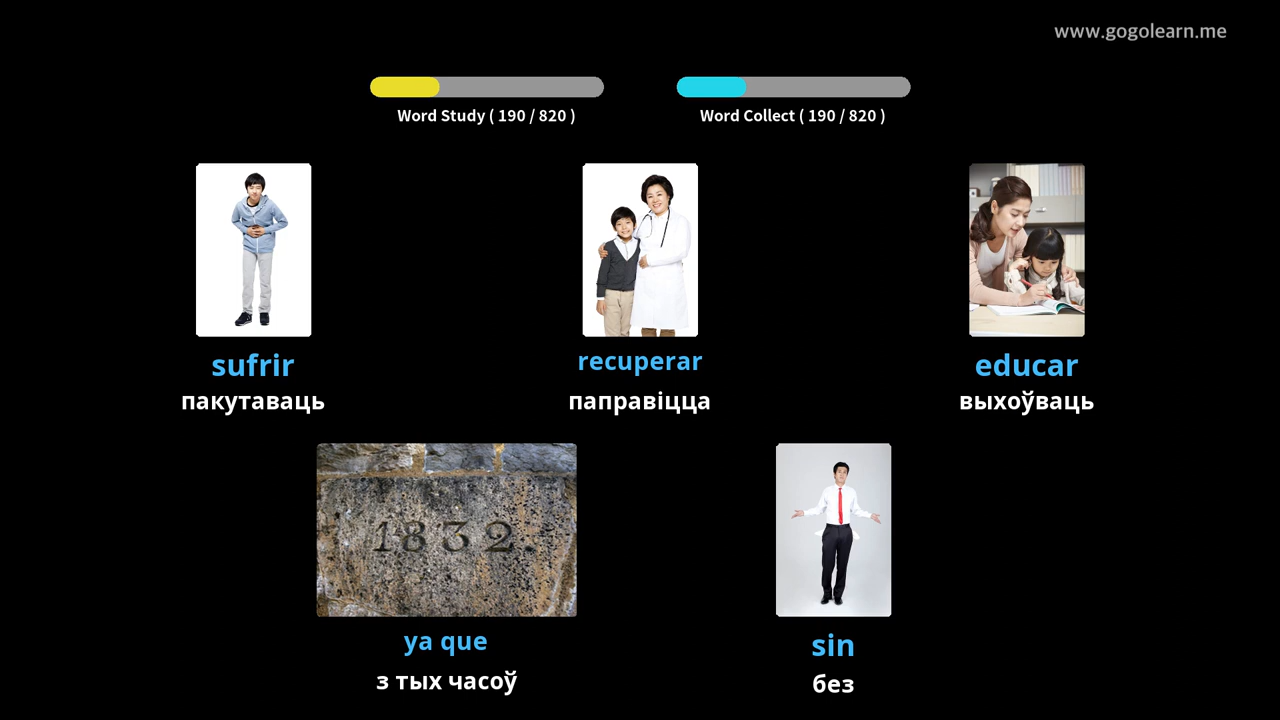 www.gogolearn.me
Word Study ( 190 / 820 )
Word Collect ( 190 / 820 )
sufrir
пакутаваць
recuperar
паправіцца
educar
выхоўваць
1832.
ya que
з тых часоў
sin
без